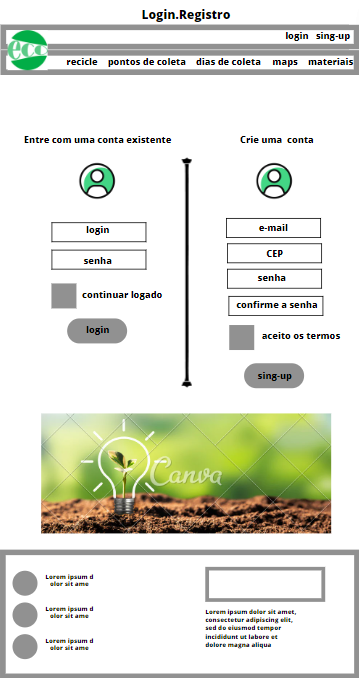 Login.Registro
login sing-up
eco
recicle pontos de coleta dias de coleta maps materiais
Entre com uma conta existente
login
senha
continuar logado
login
Crie uma conta
e-mail
CEP
senha
confirme a senha
aceito os termos
sing-up
Canva
Lorem ipsum d
olor sit ame
Lorem ipsum d
olor sit ame
Lorem ipsum d
olor sit ame
Lorem ipsum dolor sit amet,
consectetur adipiscing elit,
sed do eiusmod tempor
incididunt ut labore et
dolore magna aliqua